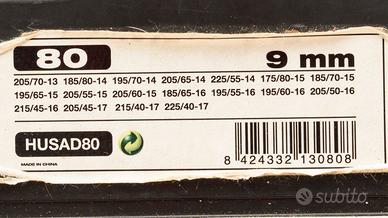 80 9 mm
205/70-13 185/80-14 195/70-14 205/65-14 225/55-14 175/80-15 185/70-15
195/65-15 205/55-15 205/60-15 185/65-16 195/55-16 195/60-16 205/50-16
215/45-16 205/45-17 215/40-17 225/40-17
HUSAD80
MADE IN CHINA
8 424332 130808
subito